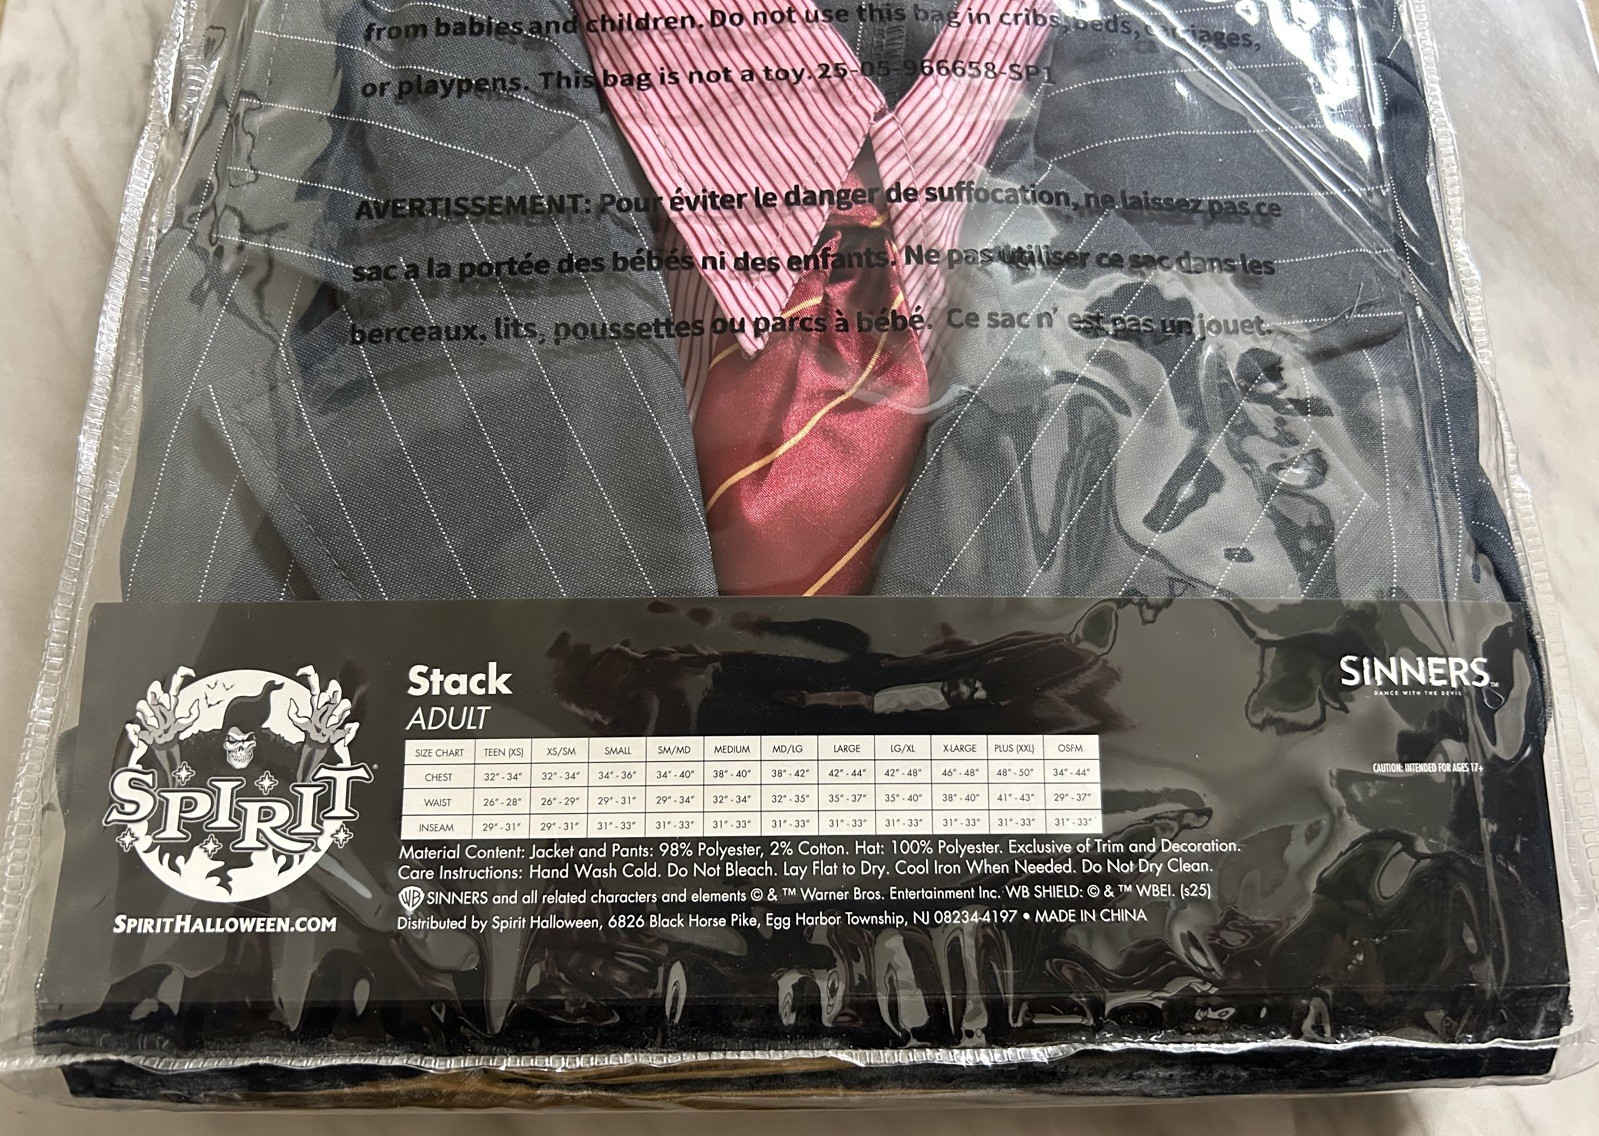 from babies and children. Do not use this bag in cribs, beds, carriages,
or playpens. This bag is not a toy. 25-05-966658-SP1
AVERTISSEMENT: Pour éviter le danger de suffocation, ne laissez pas ce
sac a la portée des bébés ni des enfants. Ne pas utiliser ce sac dans les
berceaux, lits, poussettes ou parcs à bébé. Ce sac n' est pas un jouet.
SPIRIT®
SPIRITHALLOWEEN.COM
Stack
ADULT
SINNERS™
DANCE WITH THE DEVIL
CAUTION: INTENDED FOR AGES 17+
SIZE CHART TEEN (XS) XS/SM SMALL SM/MD MEDIUM MD/LG LARGE LG/XL X-LARGE PLUS (XXL) OSFM
CHEST 32" - 34" 32" - 34" 34" - 36" 34" - 40" 38" - 40" 38" - 42" 42" - 44" 42" - 48" 46" - 48" 48" - 50" 34" - 44"
WAIST 26" - 28" 26" - 29" 29" - 31" 29" - 34" 32" - 34" 32" - 35" 35" - 37" 35" - 40" 38" - 40" 41" - 43" 29" - 37"
INSEAM 29" - 31" 29" - 31" 31" - 33" 31" - 33" 31" - 33" 31" - 33" 31" - 33" 31" - 33" 31" - 33" 31" - 33" 31" - 33"
Material Content: Jacket and Pants: 98% Polyester, 2% Cotton. Hat: 100% Polyester. Exclusive of Trim and Decoration.
Care Instructions: Hand Wash Cold. Do Not Bleach. Lay Flat to Dry. Cool Iron When Needed. Do Not Dry Clean.
WB SINNERS and all related characters and elements © & ™ Warner Bros. Entertainment Inc. WB SHIELD: © & ™ WBEI. (s25)
Distributed by Spirit Halloween, 6826 Black Horse Pike, Egg Harbor Township, NJ 08234-4197 • MADE IN CHINA